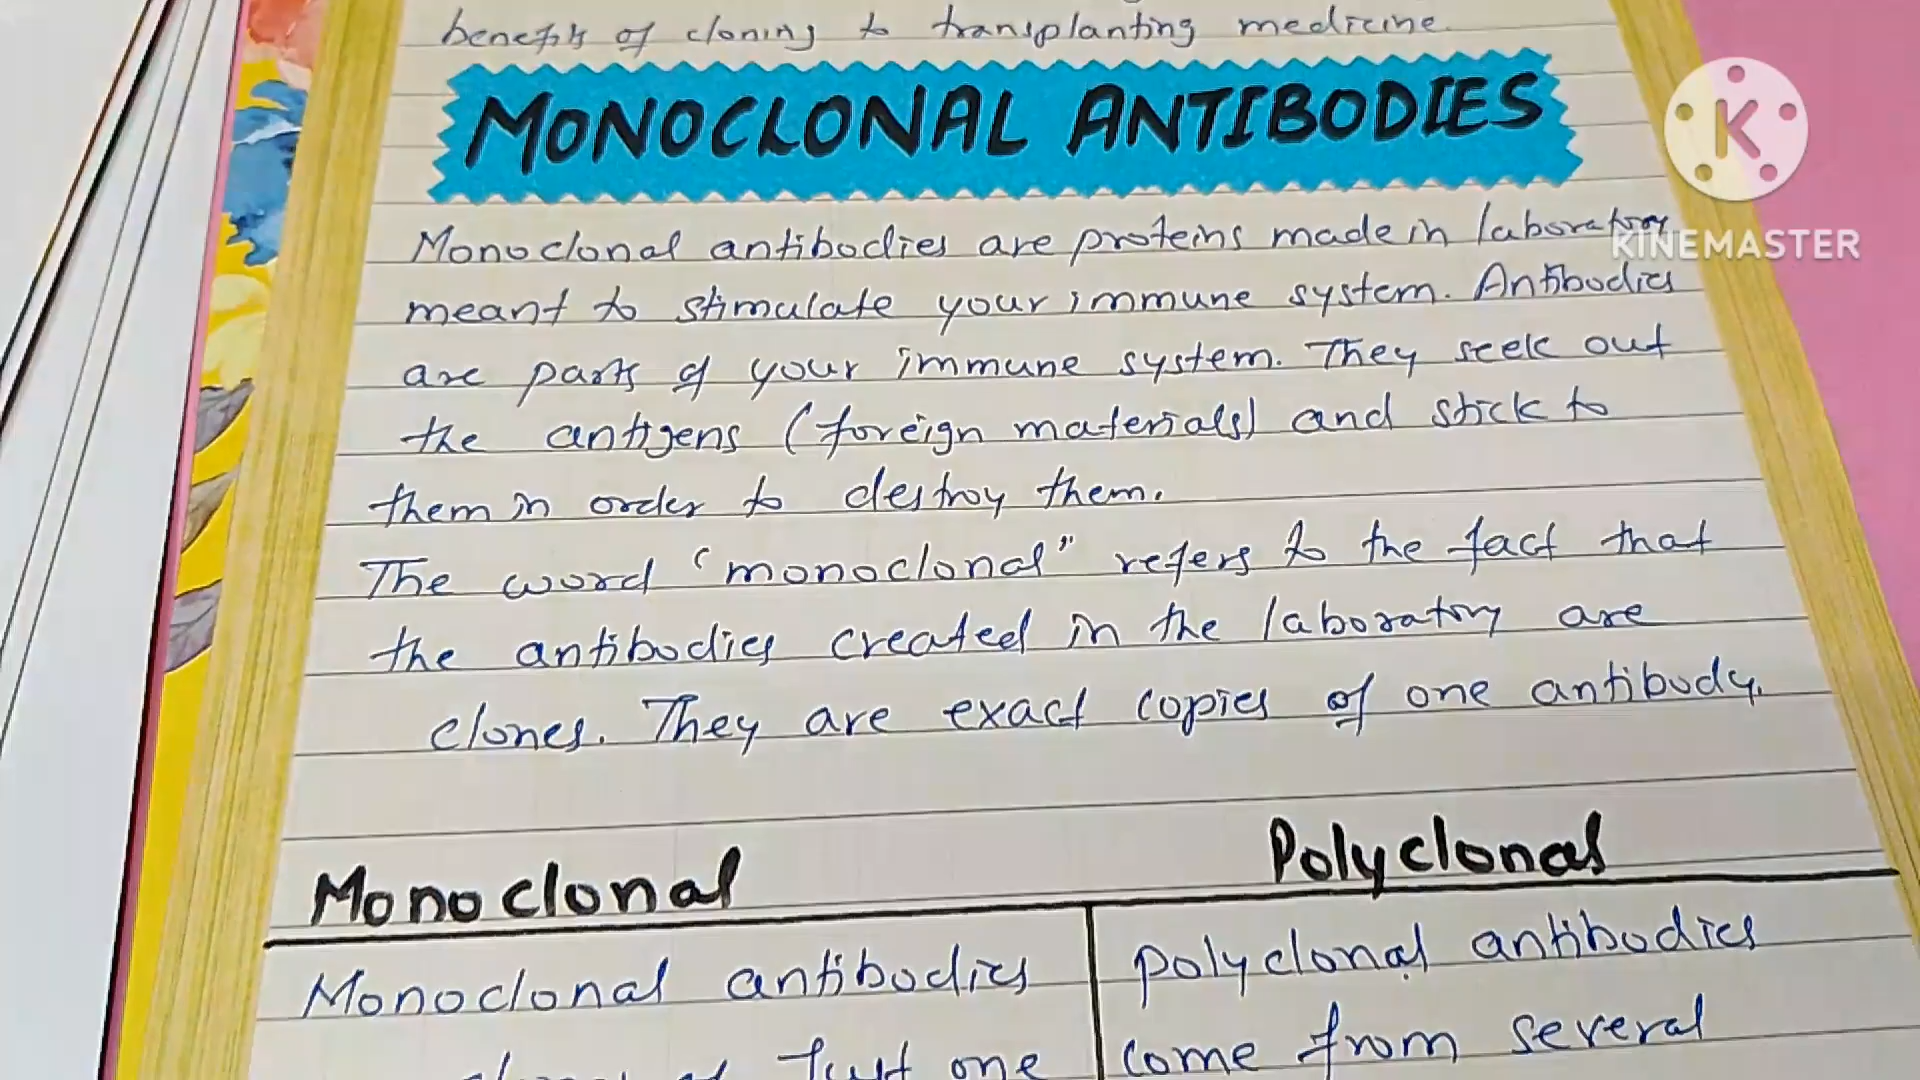 benefits of cloning to transplanting medicine.
MONOCLONAL ANTIBODIES
K
KINEMASTER
Monoclonal antibodies are proteins made in laboratory
meant to stimulate your immune system. Antibodies
are parts of your immune system. They seek out
the antigens (foreign materials) and stick to
them in order to destroy them.
The word "monoclonal" refers to the fact that
the antibodies created in the laboratory are
clones. They are exact copies of one antibody.
Monoclonal Polyclonal
Monoclonal antibodies polyclonal antibodies
one come from several